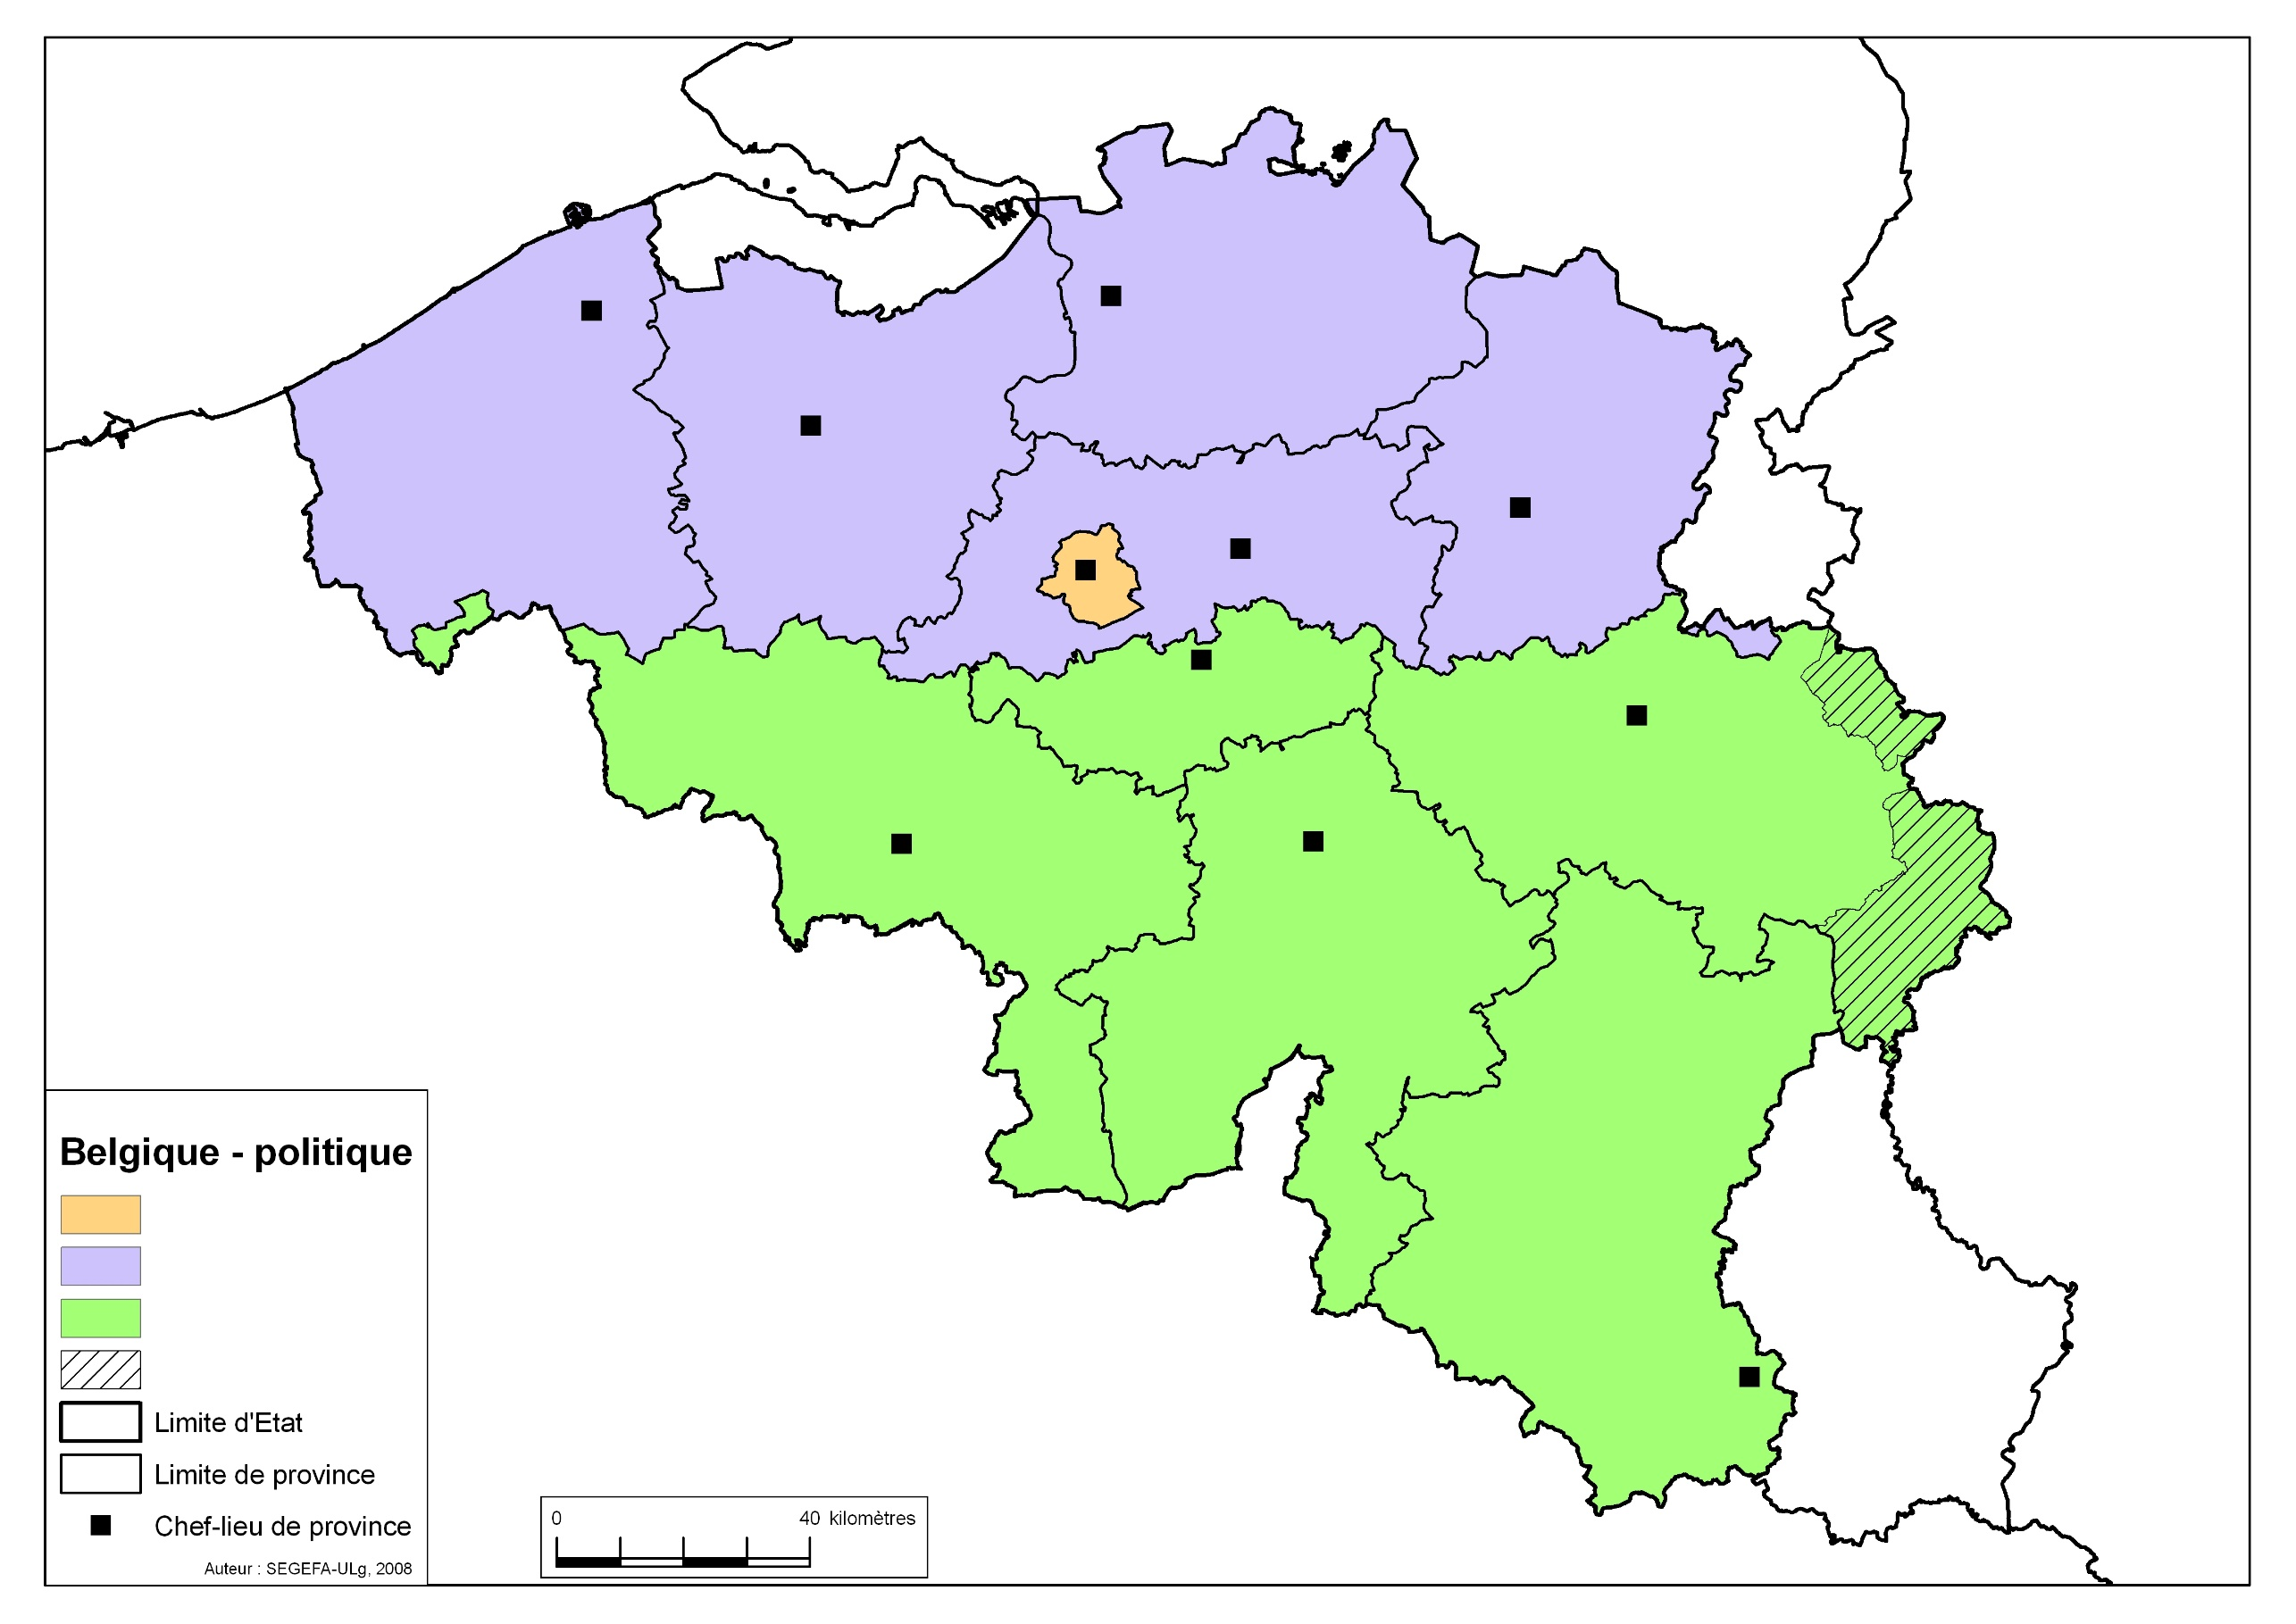 Belgique - politique
Limite d'Etat
Limite de province
Chef-lieu de province
Auteur : SEGEFA-ULg, 2008
0 40 kilomètres